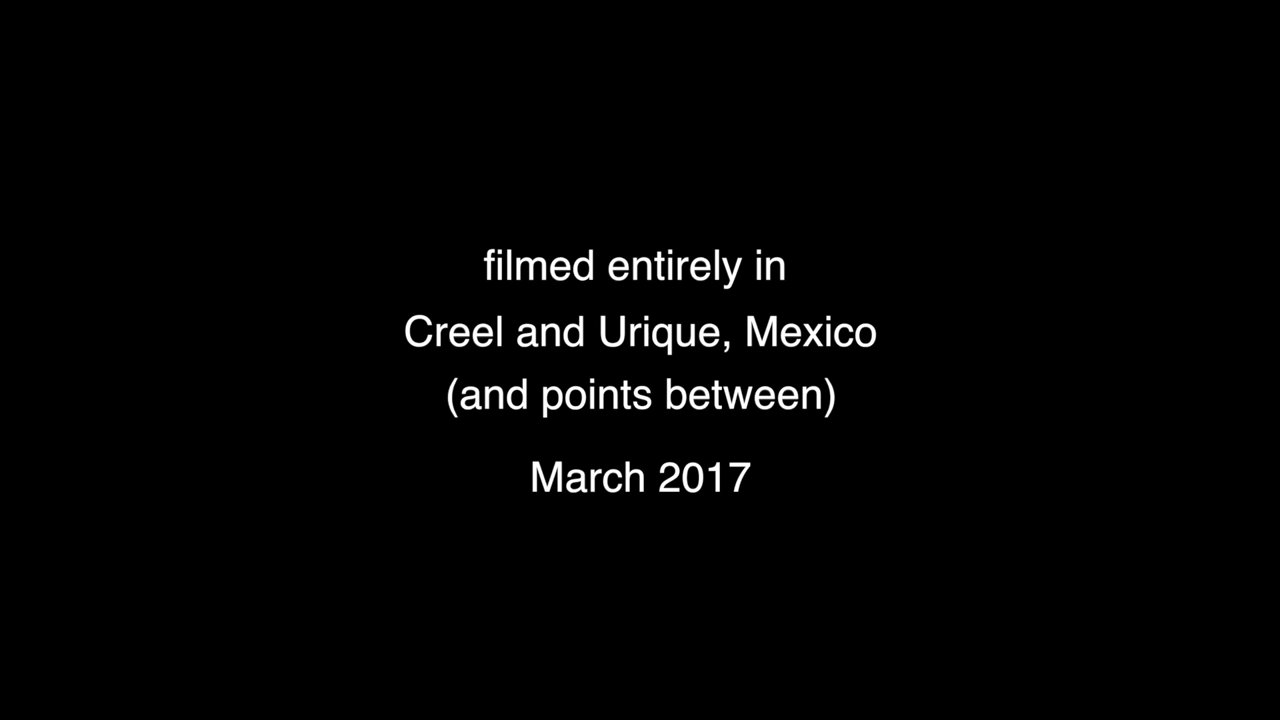 filmed entirely in
Creel and Urique, Mexico
(and points between)
March 2017